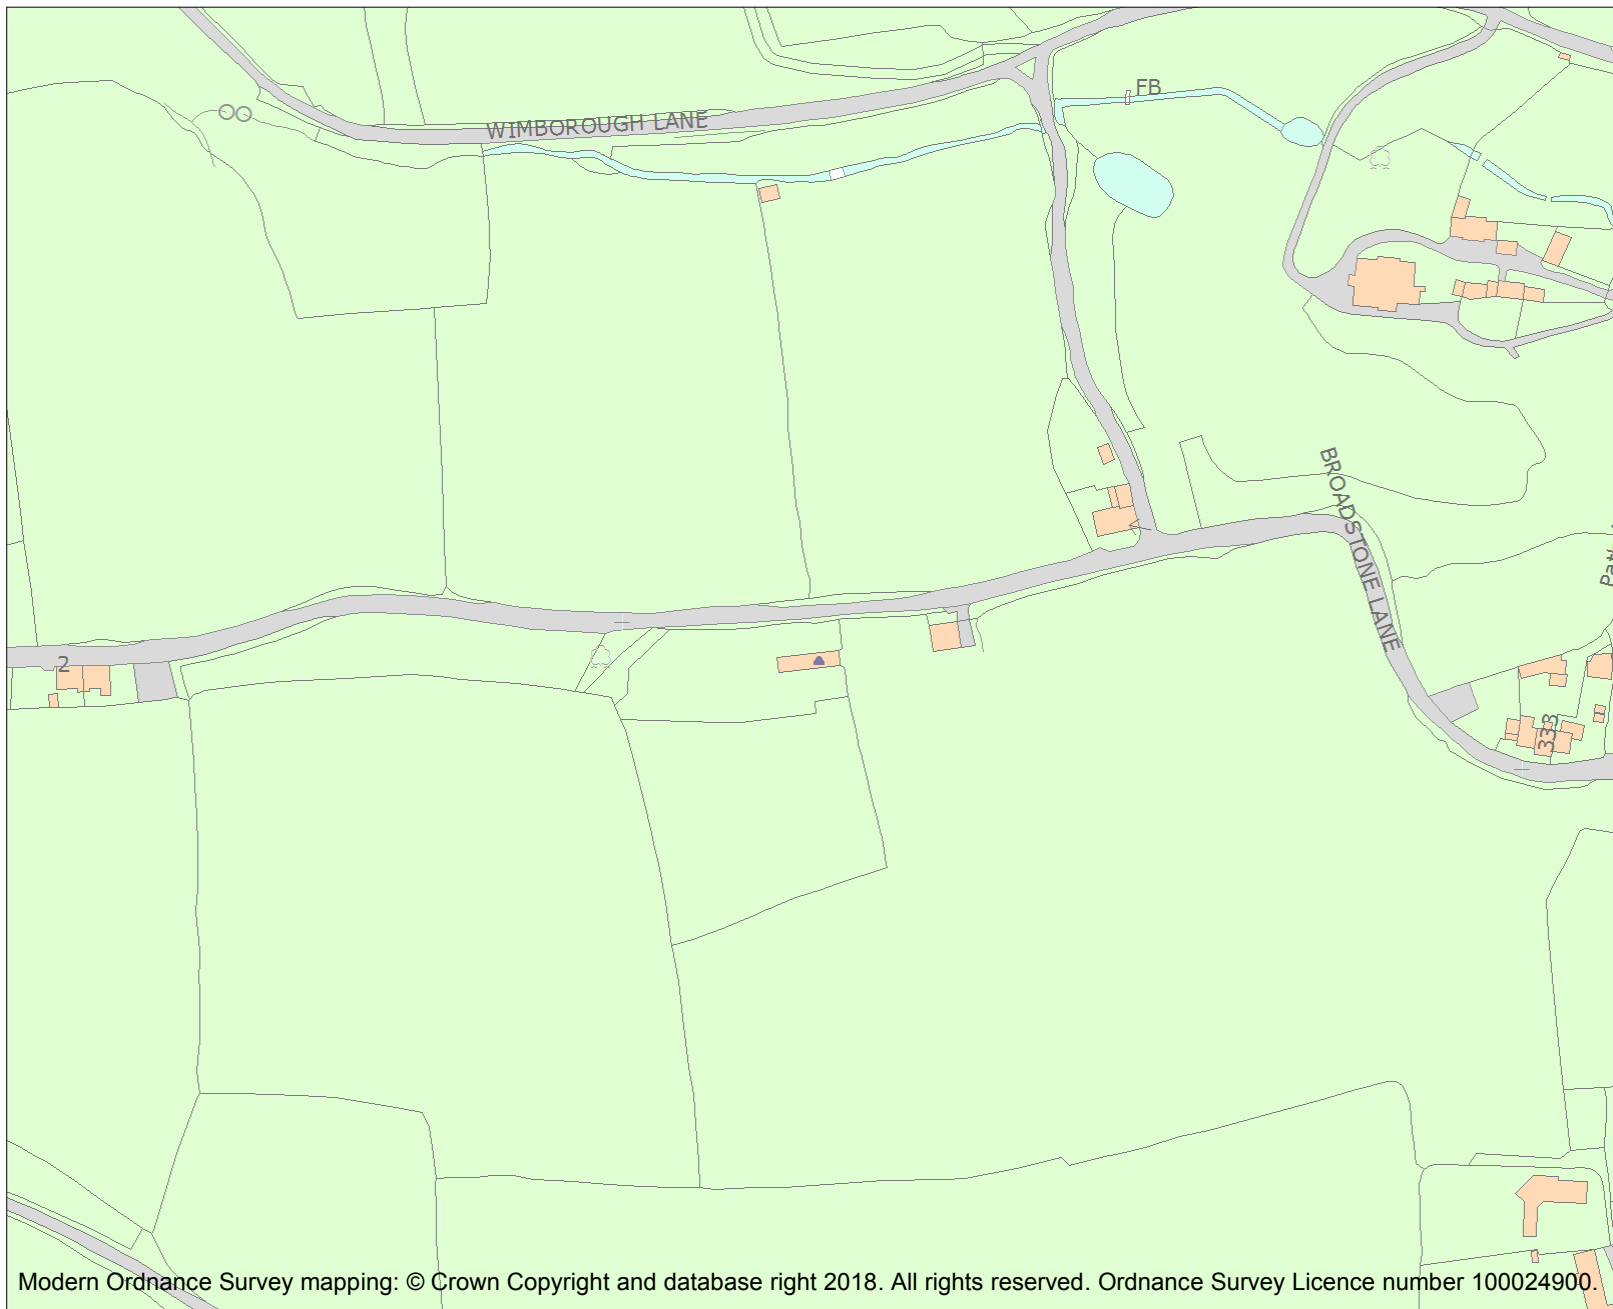 FB
WIMBOROUGH LANE
BROADSTONE LANE
2
333
Modern Ordnance Survey mapping: © Crown Copyright and database right 2018. All rights reserved. Ordnance Survey Licence number 100024900.